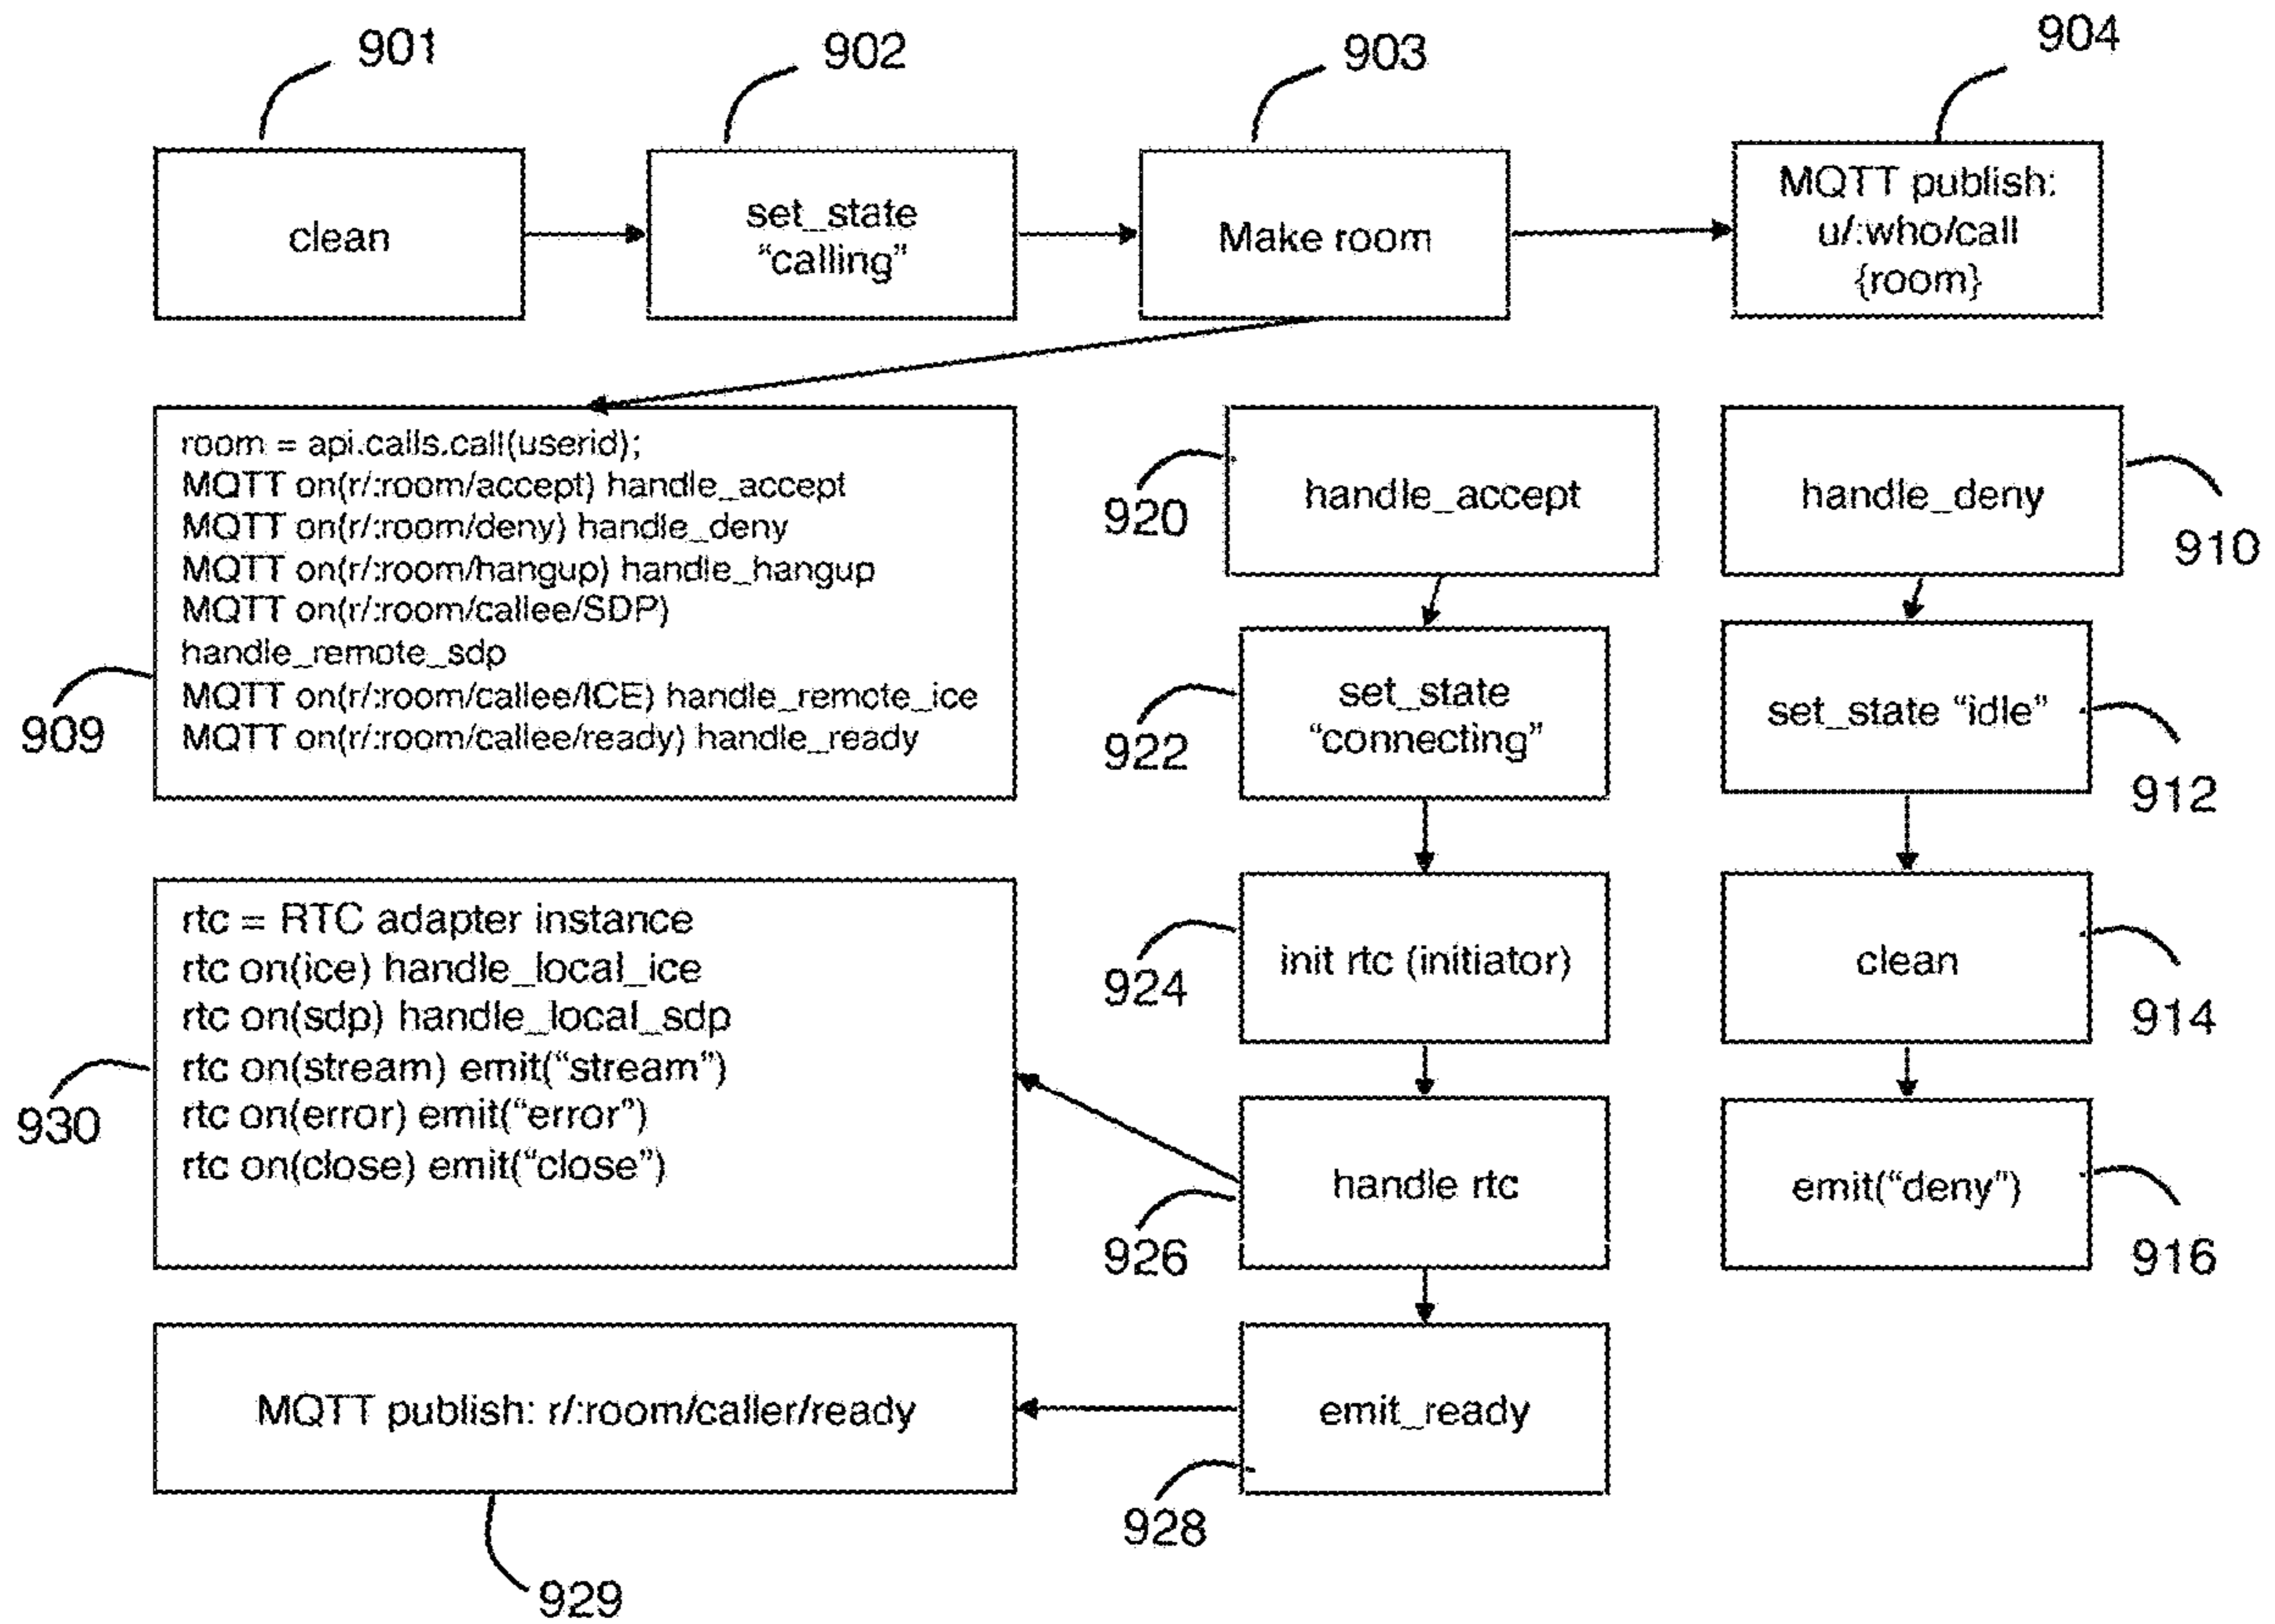 901
902
903
904
clean
set_state
“calling”
Make room
MQTT publish:
u/:who/call
{room}
room = api.calls.call(userid);
MQTT on(r/:room/accept) handle_accept
MQTT on(r/:room/deny) handle_deny
MQTT on(r/:room/hangup) handle_hangup
MQTT on(r/:room/callee/SDP)
handle_remote_sdp
MQTT on(r/:room/callee/ICE) handle_remote_ice
MQTT on(r/:room/callee/ready) handle_ready
909
920
handle_accept
handle_deny
910
922
set_state
“connecting”
set_state “idle”
912
rtc = RTC adapter instance
rtc on(ice) handle_local_ice
rtc on(sdp) handle_local_sdp
rtc on(stream) emit(“stream”)
rtc on(error) emit(“error”)
rtc on(close) emit(“close”)
930
924
init rtc (initiator)
clean
914
926
handle rtc
emit(“deny”)
916
MQTT publish: r/:room/caller/ready
emit_ready
928
929